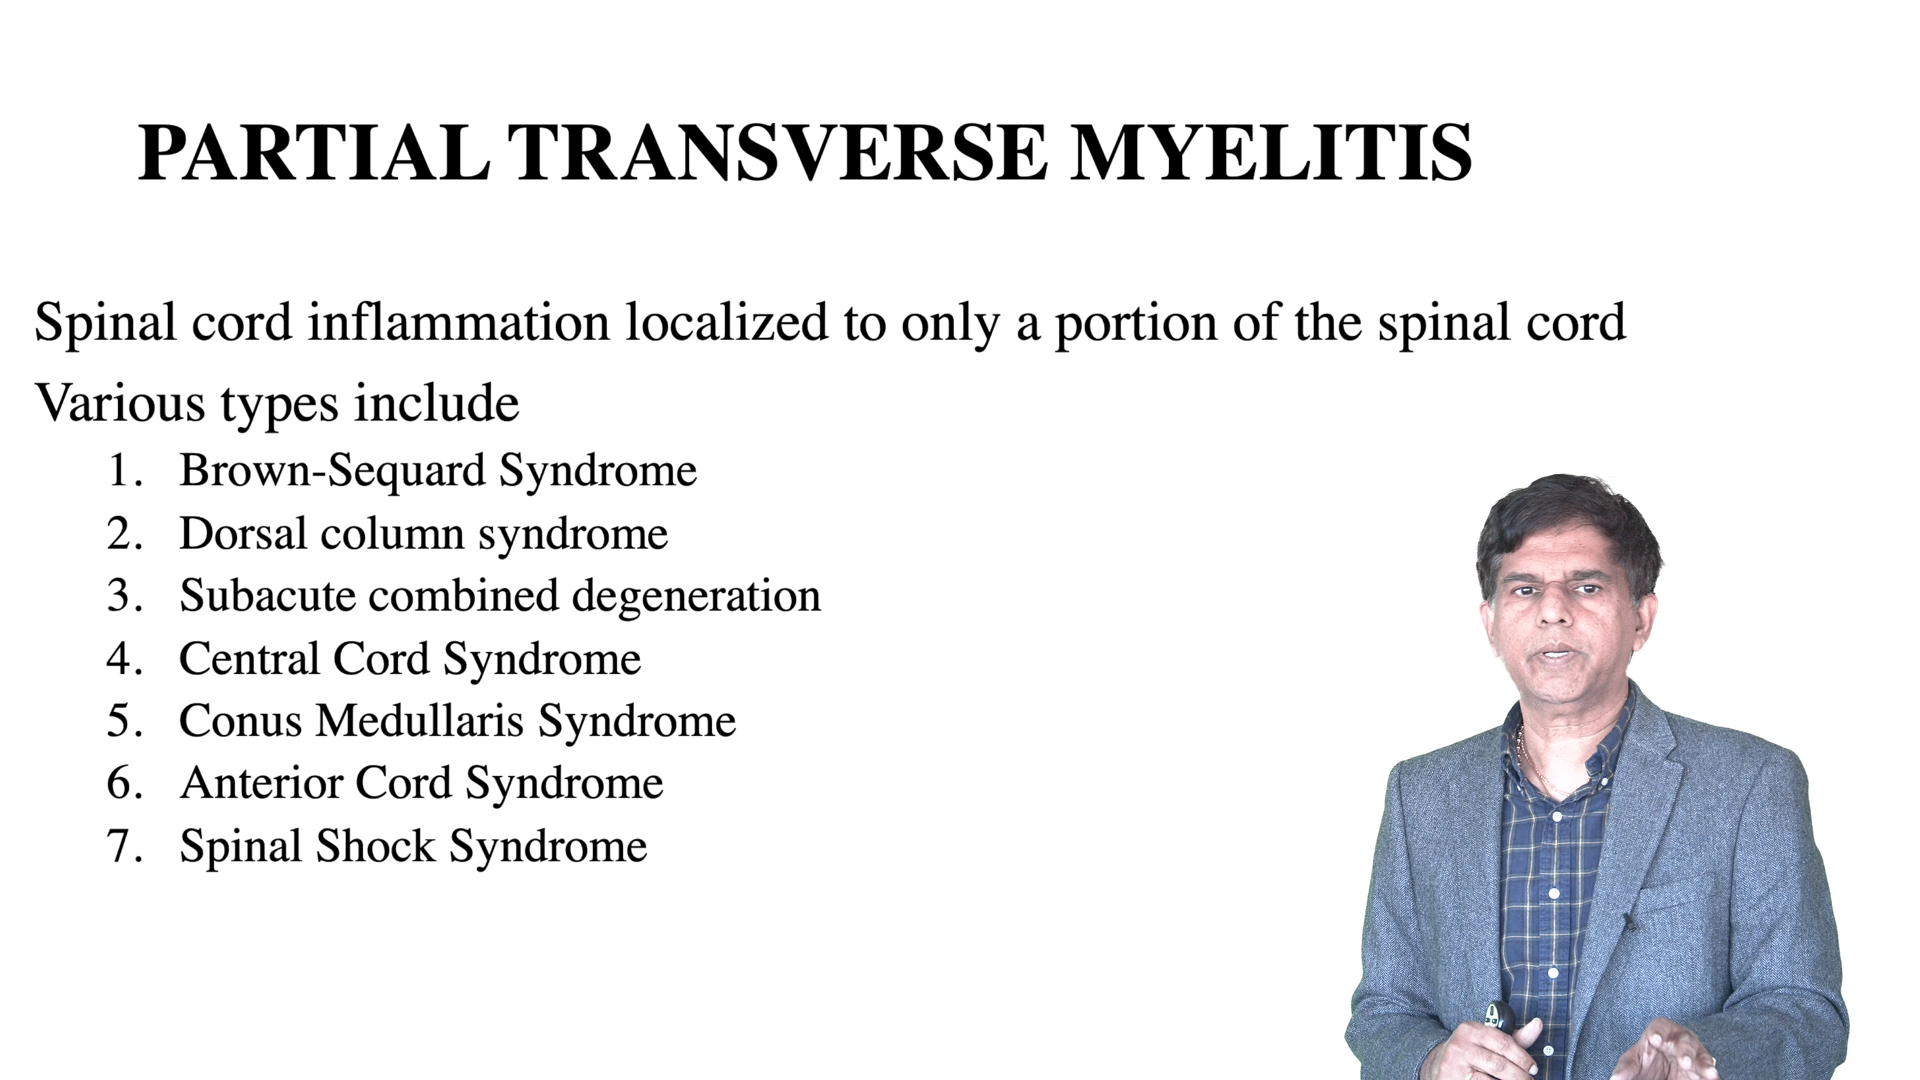 PARTIAL TRANSVERSE MYELITIS
Spinal cord inflammation localized to only a portion of the spinal cord
Various types include
1. Brown-Sequard Syndrome
2. Dorsal column syndrome
3. Subacute combined degeneration
4. Central Cord Syndrome
5. Conus Medullaris Syndrome
6. Anterior Cord Syndrome
7. Spinal Shock Syndrome